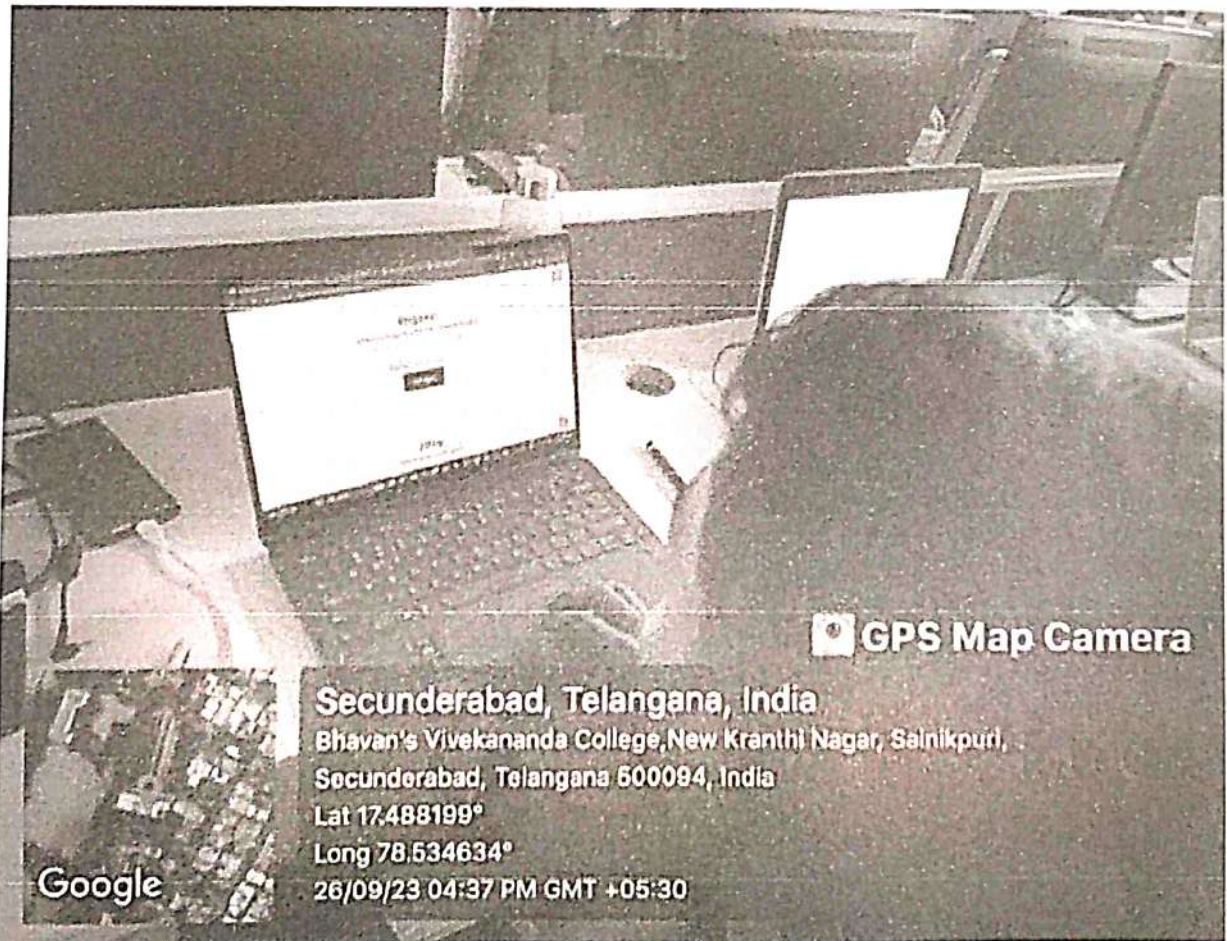 GPS Map Camera
Secunderabad, Telangana, India
Bhavan's Vivekananda College,New Kranthi Nagar, Sainikpuri, .
Secunderabad, Telangana 500094, India
Lat 17.488199°
Long 78.534634°
26/09/23 04:37 PM GMT +05:30
Google